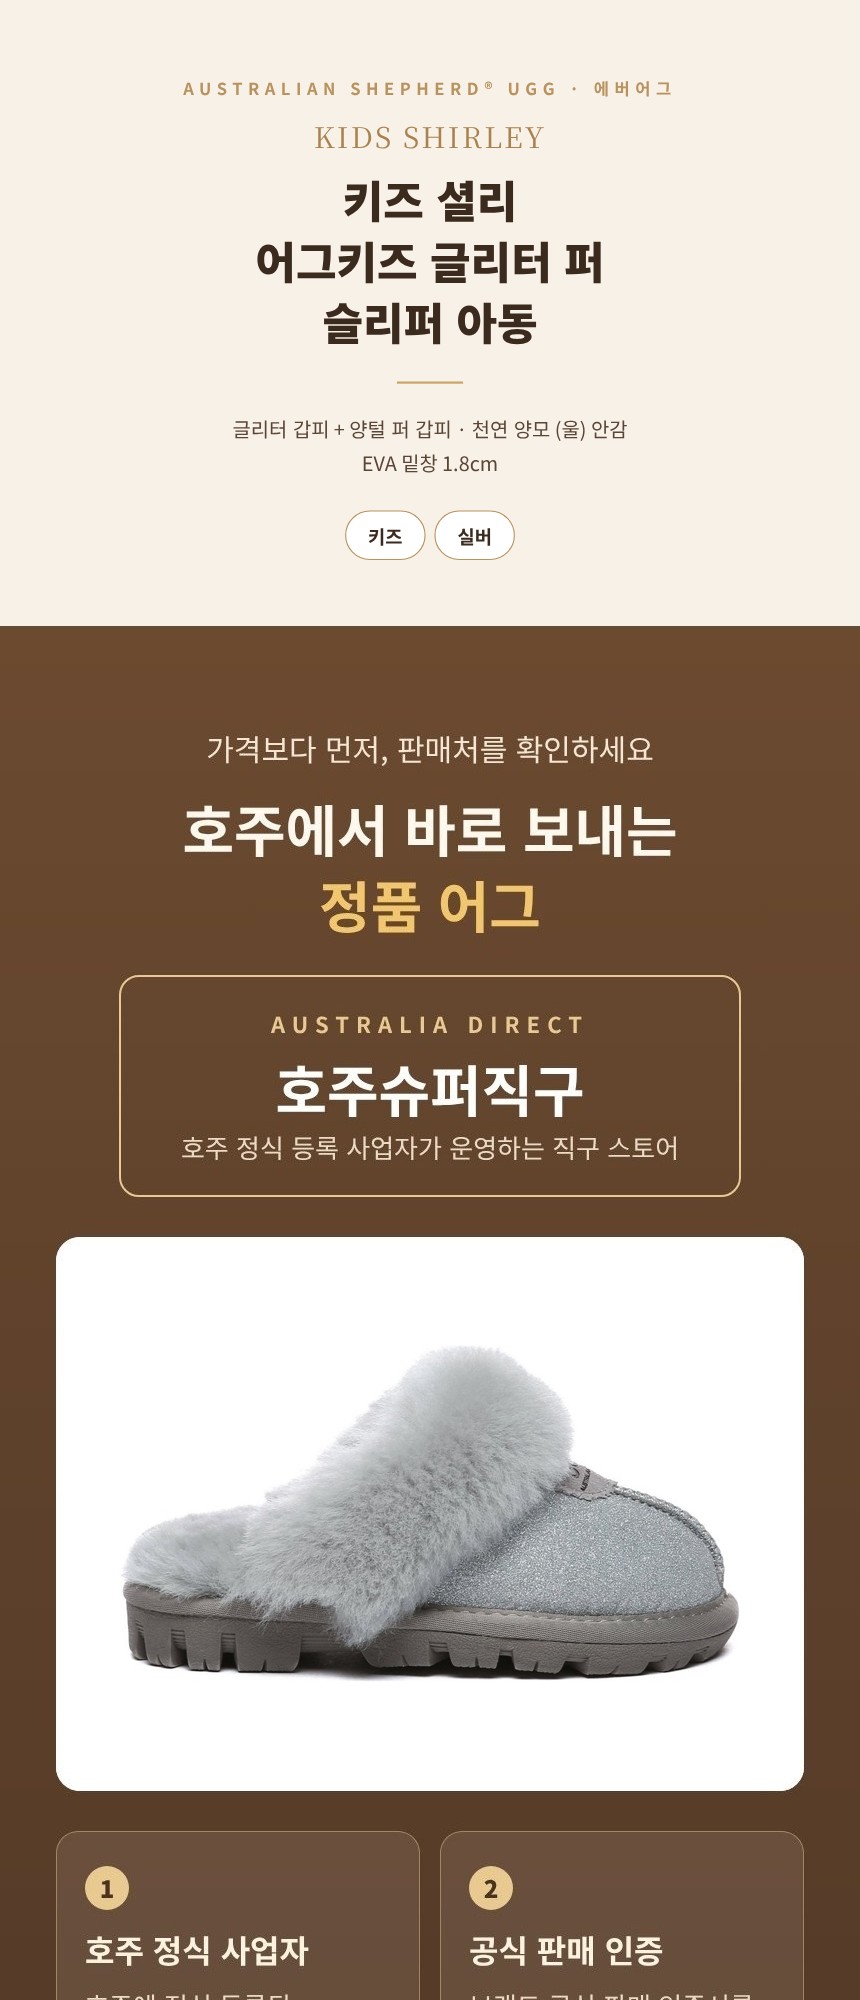 AUSTRALIAN SHEPHERD® UGG · 에버어그
KIDS SHIRLEY
키즈 셜리
어그키즈 글리터 퍼
슬리퍼 아동
글리터 갑피 + 양털 퍼 갑피 · 천연 양모 (울) 안감
EVA 밑창 1.8cm
키즈
실버
가격보다 먼저, 판매처를 확인하세요
호주에서 바로 보내는
정품 어그
AUSTRALIA DIRECT
호주슈퍼직구
호주 정식 등록 사업자가 운영하는 직구 스토어
1
호주 정식 사업자
2
공식 판매 인증